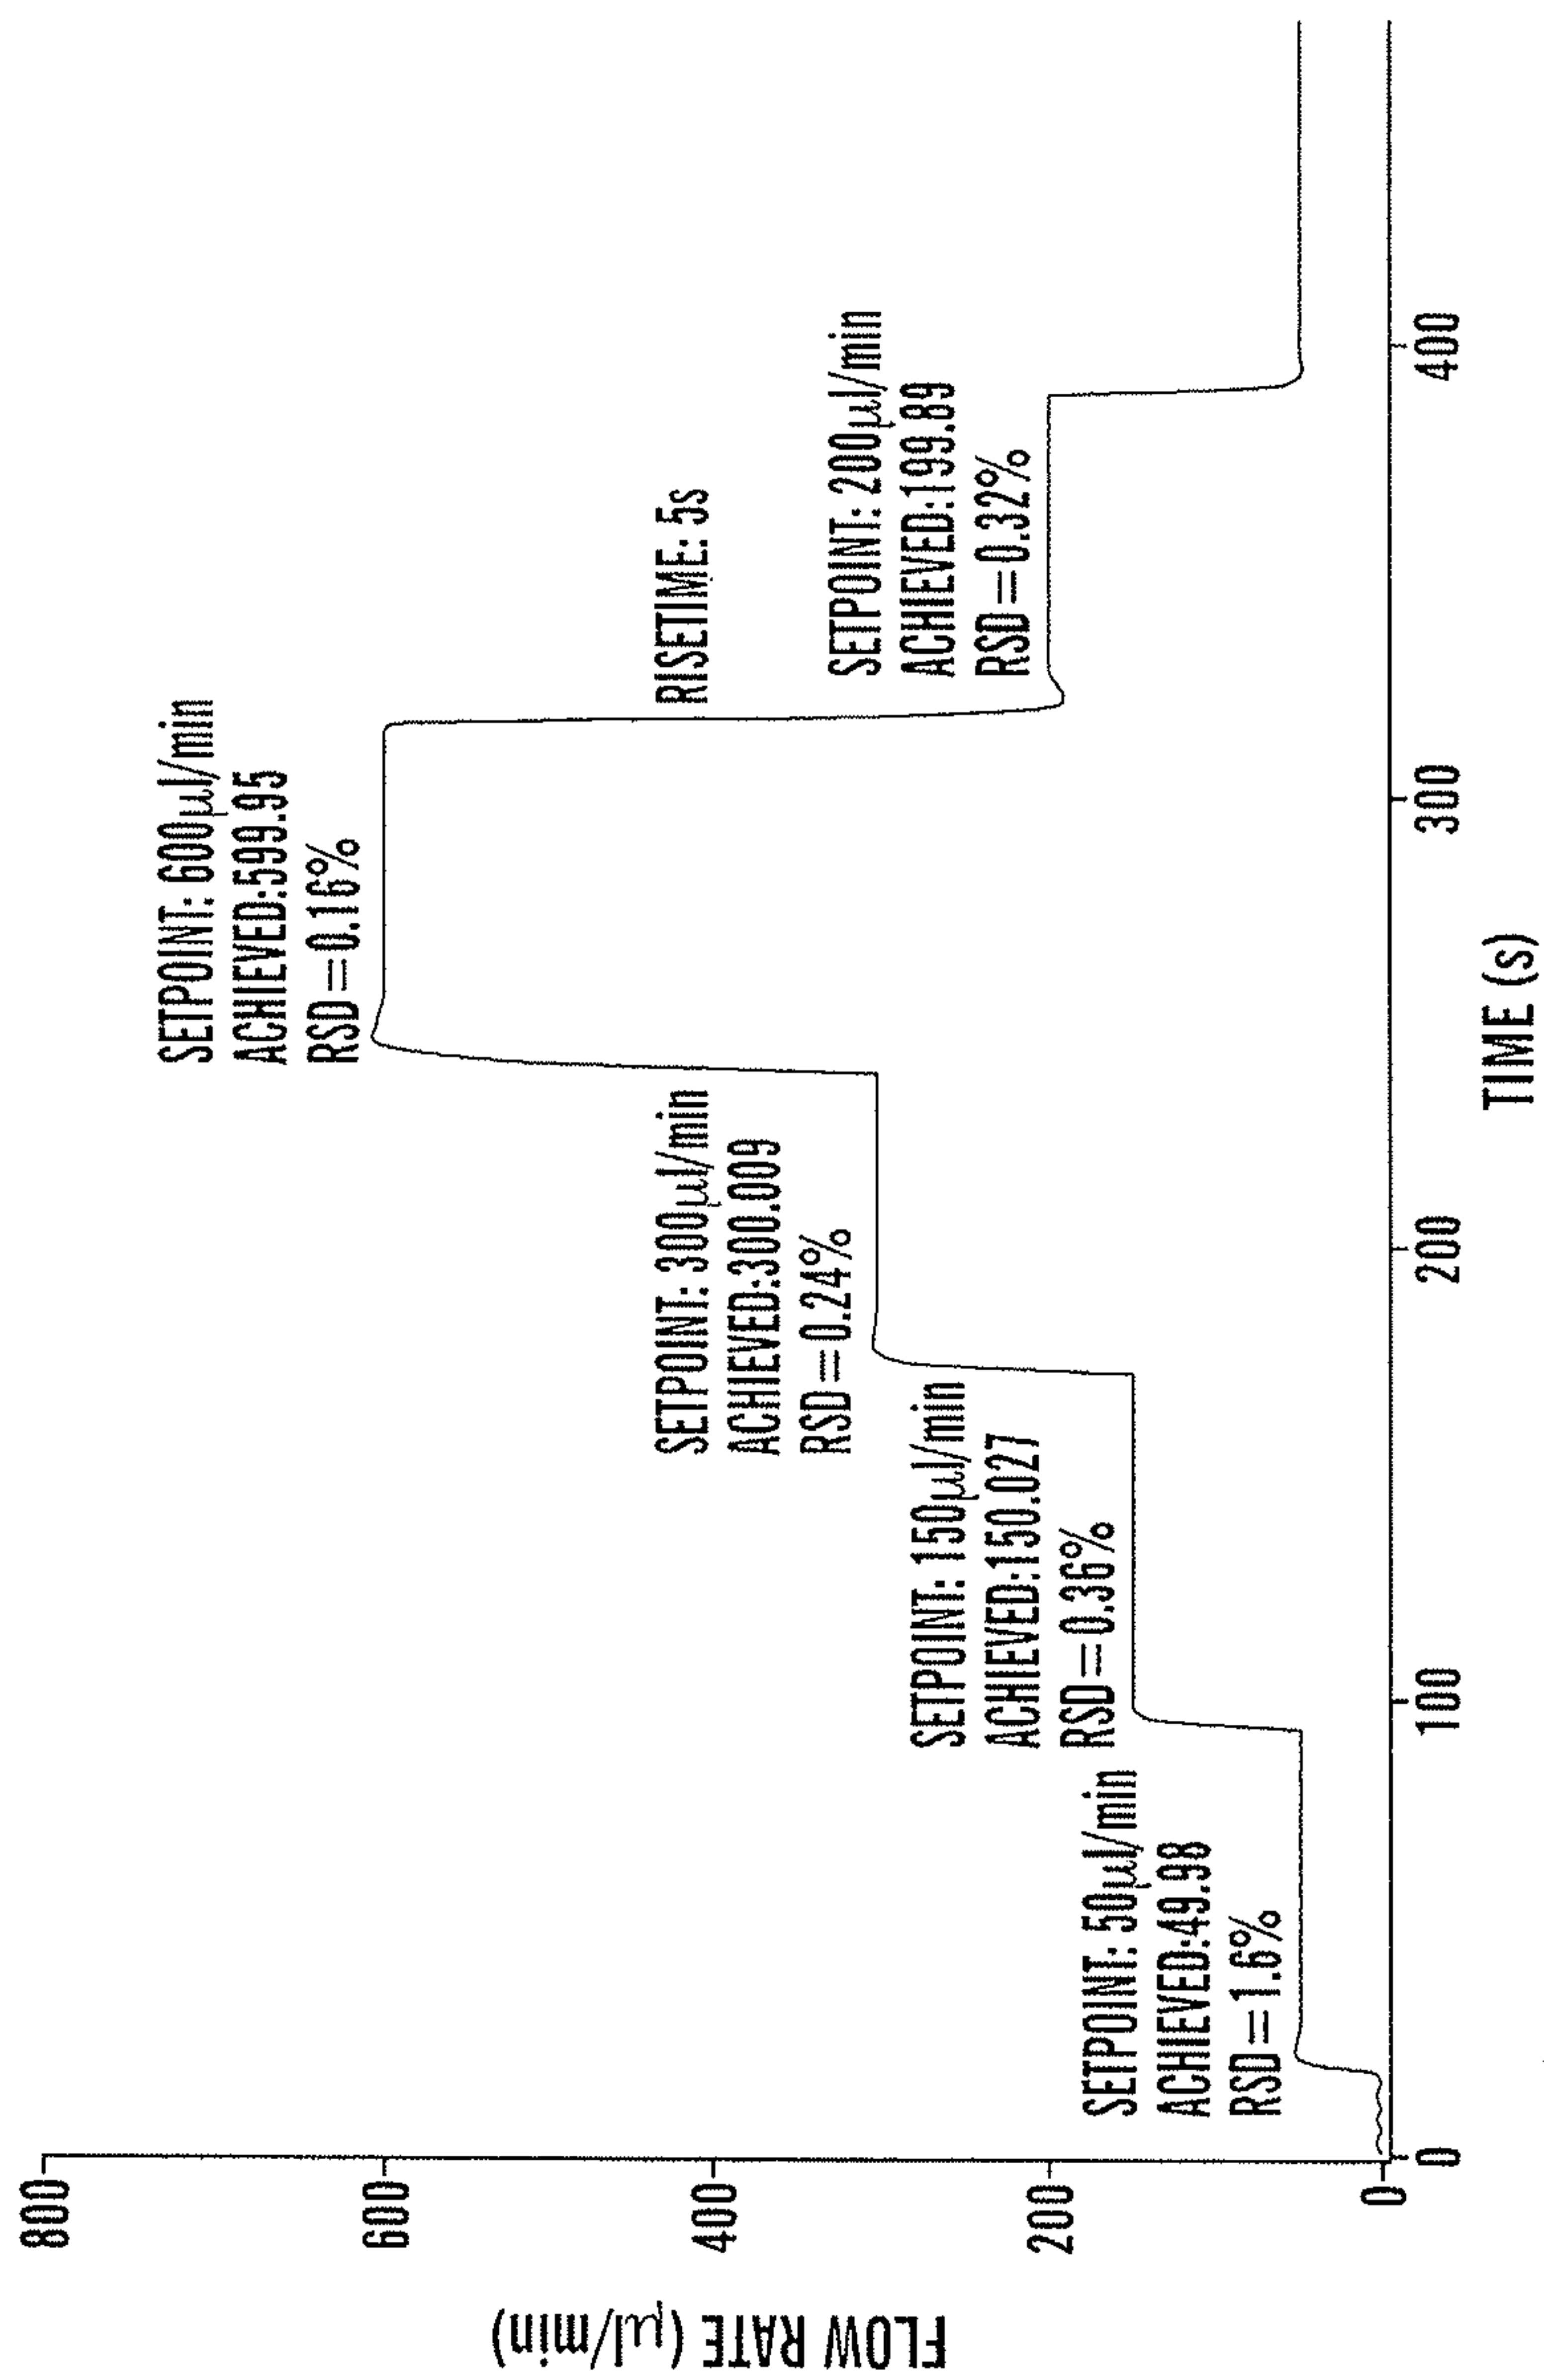 FLOW RATE (μl/min)
800
600
400
200
0
SETPOINT: 50μl/min
ACHIEVED:49.98
RSD=1.6%
SETPOINT: 150μl/min
ACHIEVED:150.027
RSD=0.36%
SETPOINT: 300μl/min
ACHIEVED:300.009
RSD=0.24%
SETPOINT: 600μl/min
ACHIEVED:599.95
RSD=0.16%
RISETIME: 5s
SETPOINT: 200μl/min
ACHIEVED:199.89
RSD=0.32%
0
100
200
300
400
TIME (s)